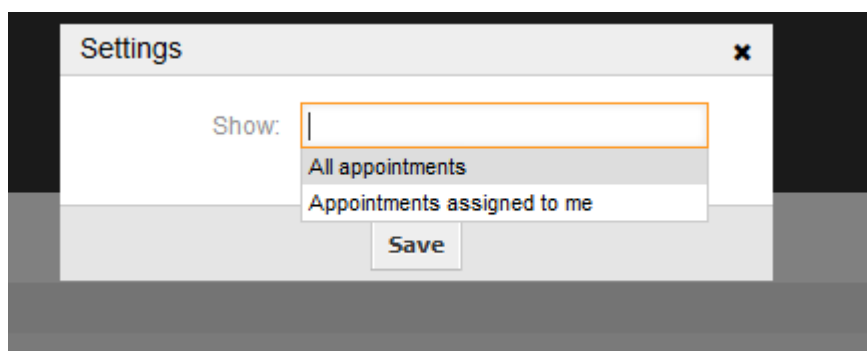 Settings
Show:
All appointments
Appointments assigned to me
Save